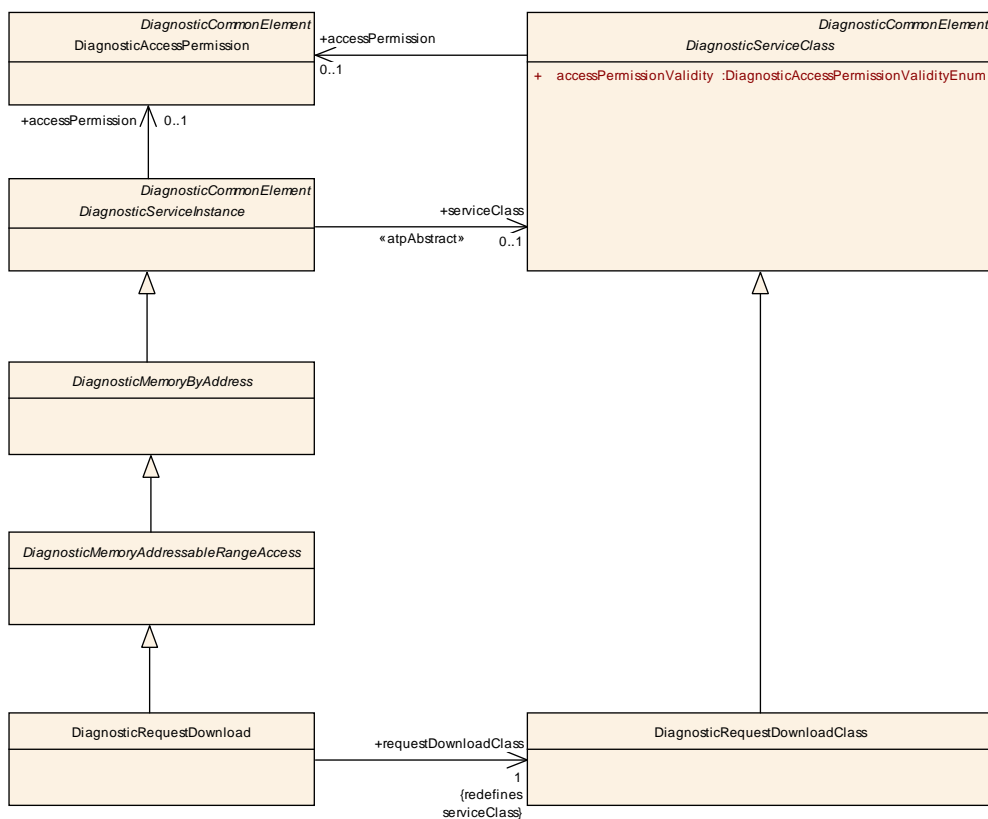 DiagnosticCommonElement
DiagnosticAccessPermission
+accessPermission
0..1
DiagnosticCommonElement
DiagnosticServiceClass
+ accessPermissionValidity :DiagnosticAccessPermissionValidityEnum
+accessPermission
0..1
DiagnosticCommonElement
DiagnosticServiceInstance
+serviceClass
«atpAbstract»
0..1
DiagnosticMemoryByAddress
DiagnosticMemoryAddressableRangeAccess
DiagnosticRequestDownload
+requestDownloadClass
1
{redefines
serviceClass}
DiagnosticRequestDownloadClass